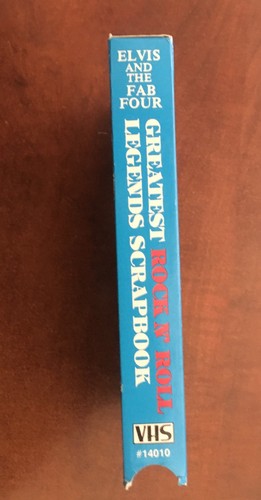 ELVIS
AND
THE
FAB
FOUR
GREATEST ROCK N' ROLL
LEGENDS SCRAPBOOK
VHS
#14010